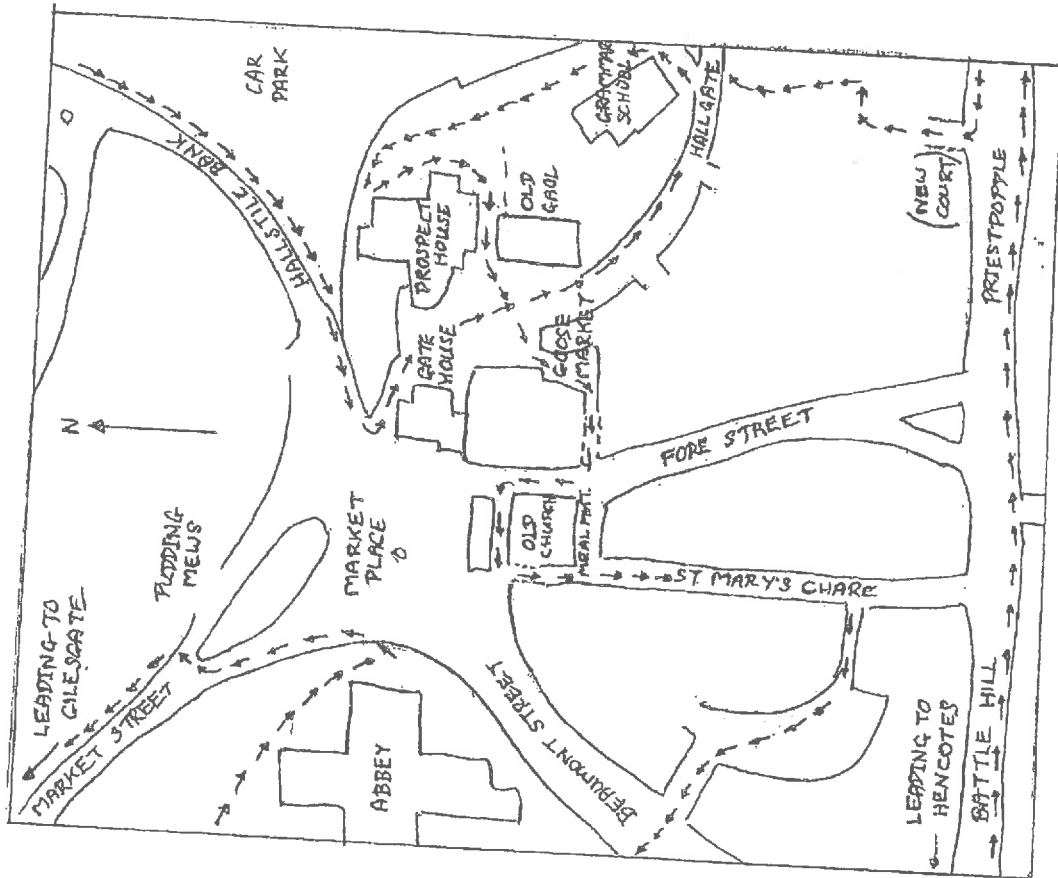 LEADING TO
GILESGATE
MARKET STREET
PUDDING
MEWS
N
HALLSTILE BANK
CAR
PARK
ABBEY
MARKET
PLACE
GATE
HOUSE
PROSPECT
HOUSE
OLD
GAOL
GRAMMAR
SCHOOL
HALLGATE
GOOSE
MARKET
OLD
CHURCH
MEAL MKT.
BEAUMONT STREET
ST MARY'S CHARE
FORE STREET
(NEW
COURT)
LEADING TO
HENCOTES
BATTLE HILL
PRIESTPOPPLE